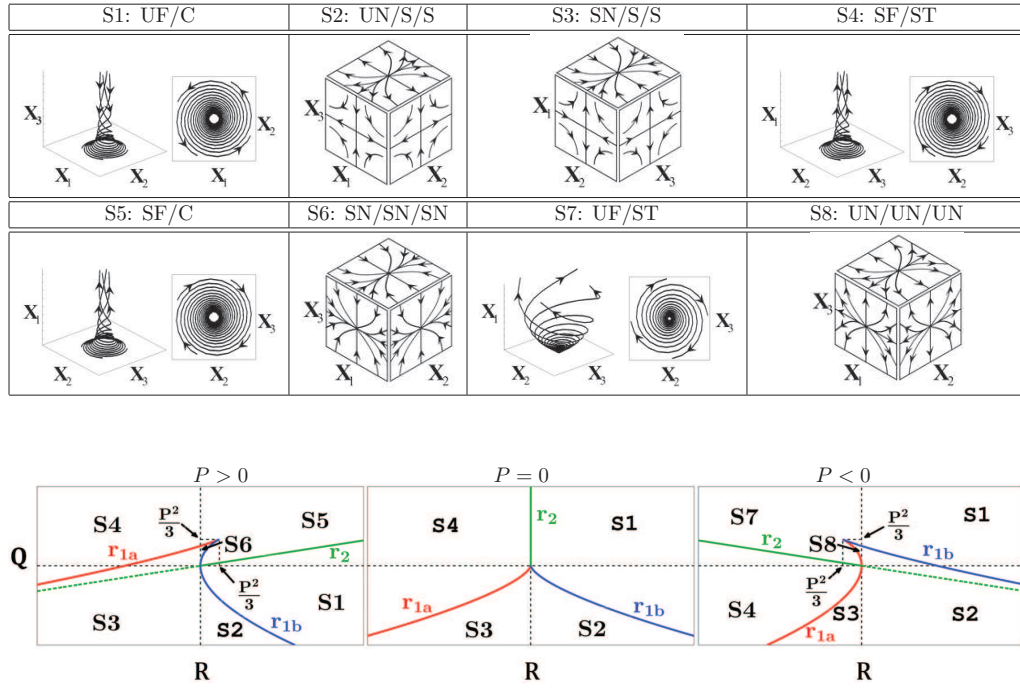 S1: UF/C S2: UN/S/S S3: SN/S/S S4: SF/ST
X₃ X₁ X₂ X₂ X₁
X₃ X₁ X₂
X₁ X₂ X₃
X₁ X₂ X₃ X₃ X₂
S5: SF/C S6: SN/SN/SN S7: UF/ST S8: UN/UN/UN
X₁ X₂ X₃ X₃ X₂
X₃ X₁ X₂
X₁ X₂ X₃ X₃ X₂
X₃ X₁ X₂
P > 0 P = 0 P < 0
Q
S4 P²/3 S6 S5 r₁ₐ r₂ P²/3 S3 S1 S2 r₁b
S4 r₂ S1 r₁ₐ r₁b S3 S2
S7 P²/3 S1 r₂ S8 r₁b P²/3 S4 S3 S2 r₁ₐ
R R R